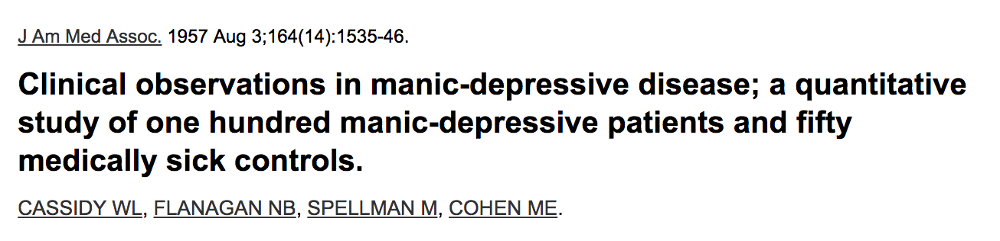 J Am Med Assoc. 1957 Aug 3;164(14):1535-46.
Clinical observations in manic-depressive disease; a quantitative
study of one hundred manic-depressive patients and fifty
medically sick controls.
CASSIDY WL, FLANAGAN NB, SPELLMAN M, COHEN ME.